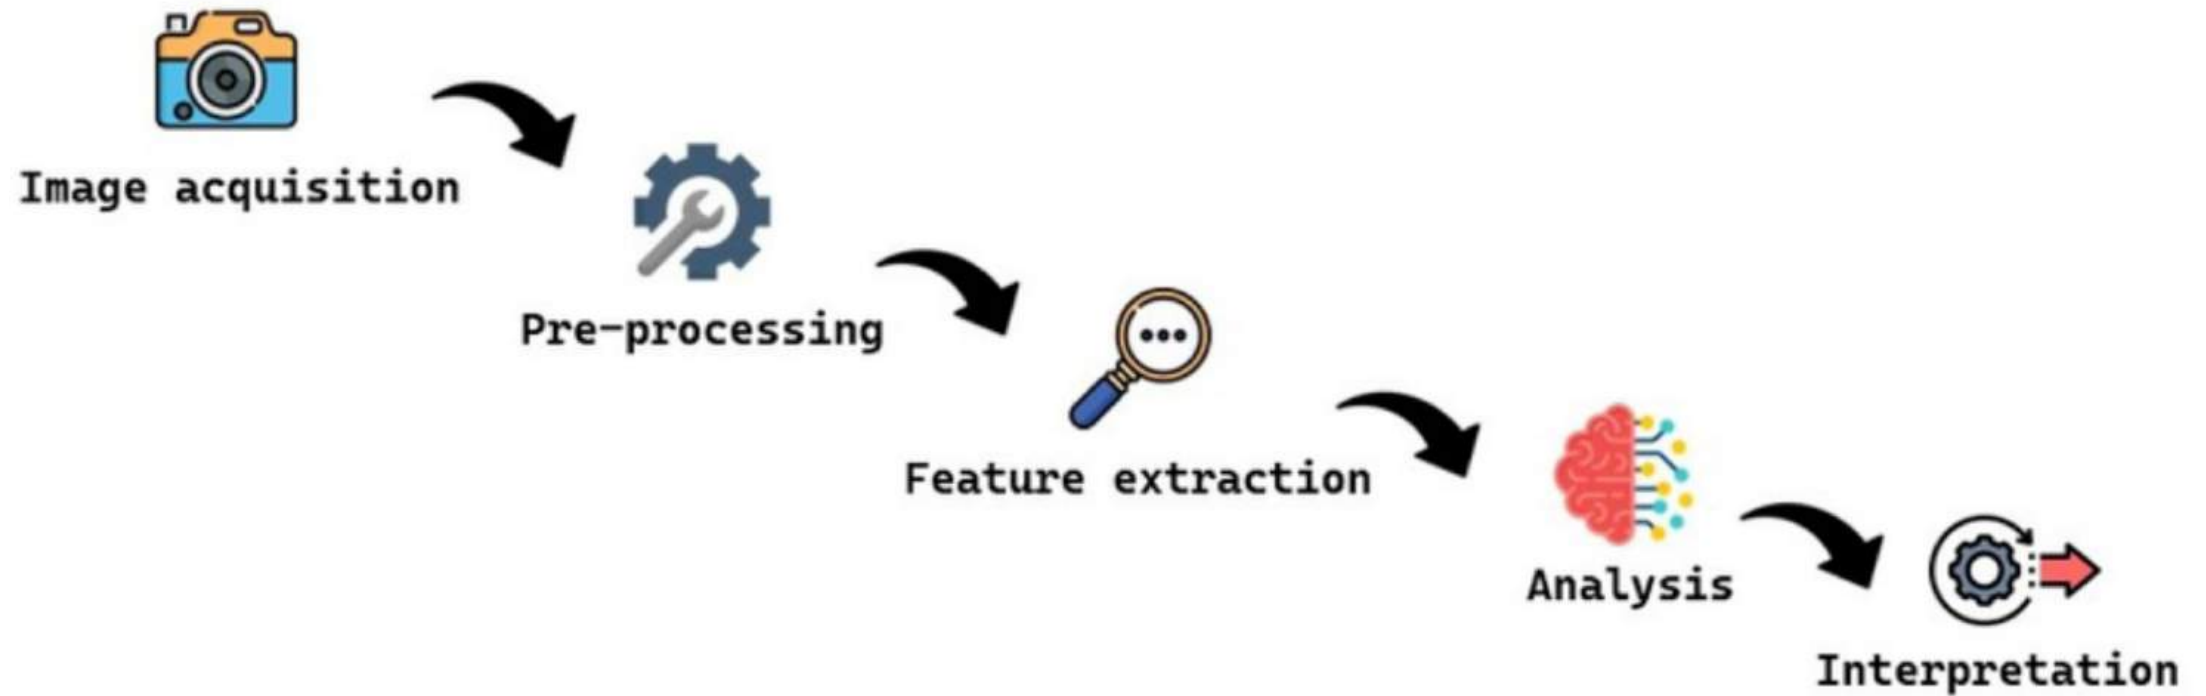 Image acquisition
Pre-processing
Feature extraction
Analysis
Interpretation